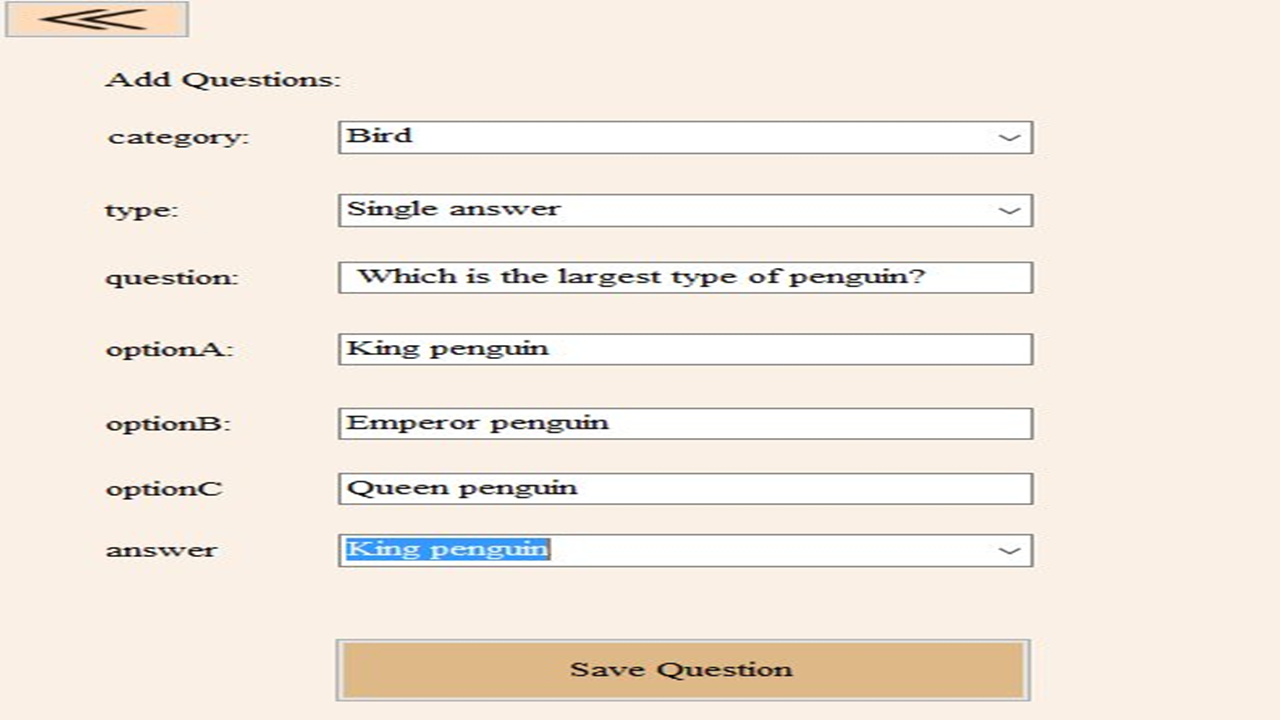 Add Questions:
category: Bird
type: Single answer
question: Which is the largest type of penguin?
optionA: King penguin
optionB: Emperor penguin
optionC Queen penguin
answer King penguin
Save Question